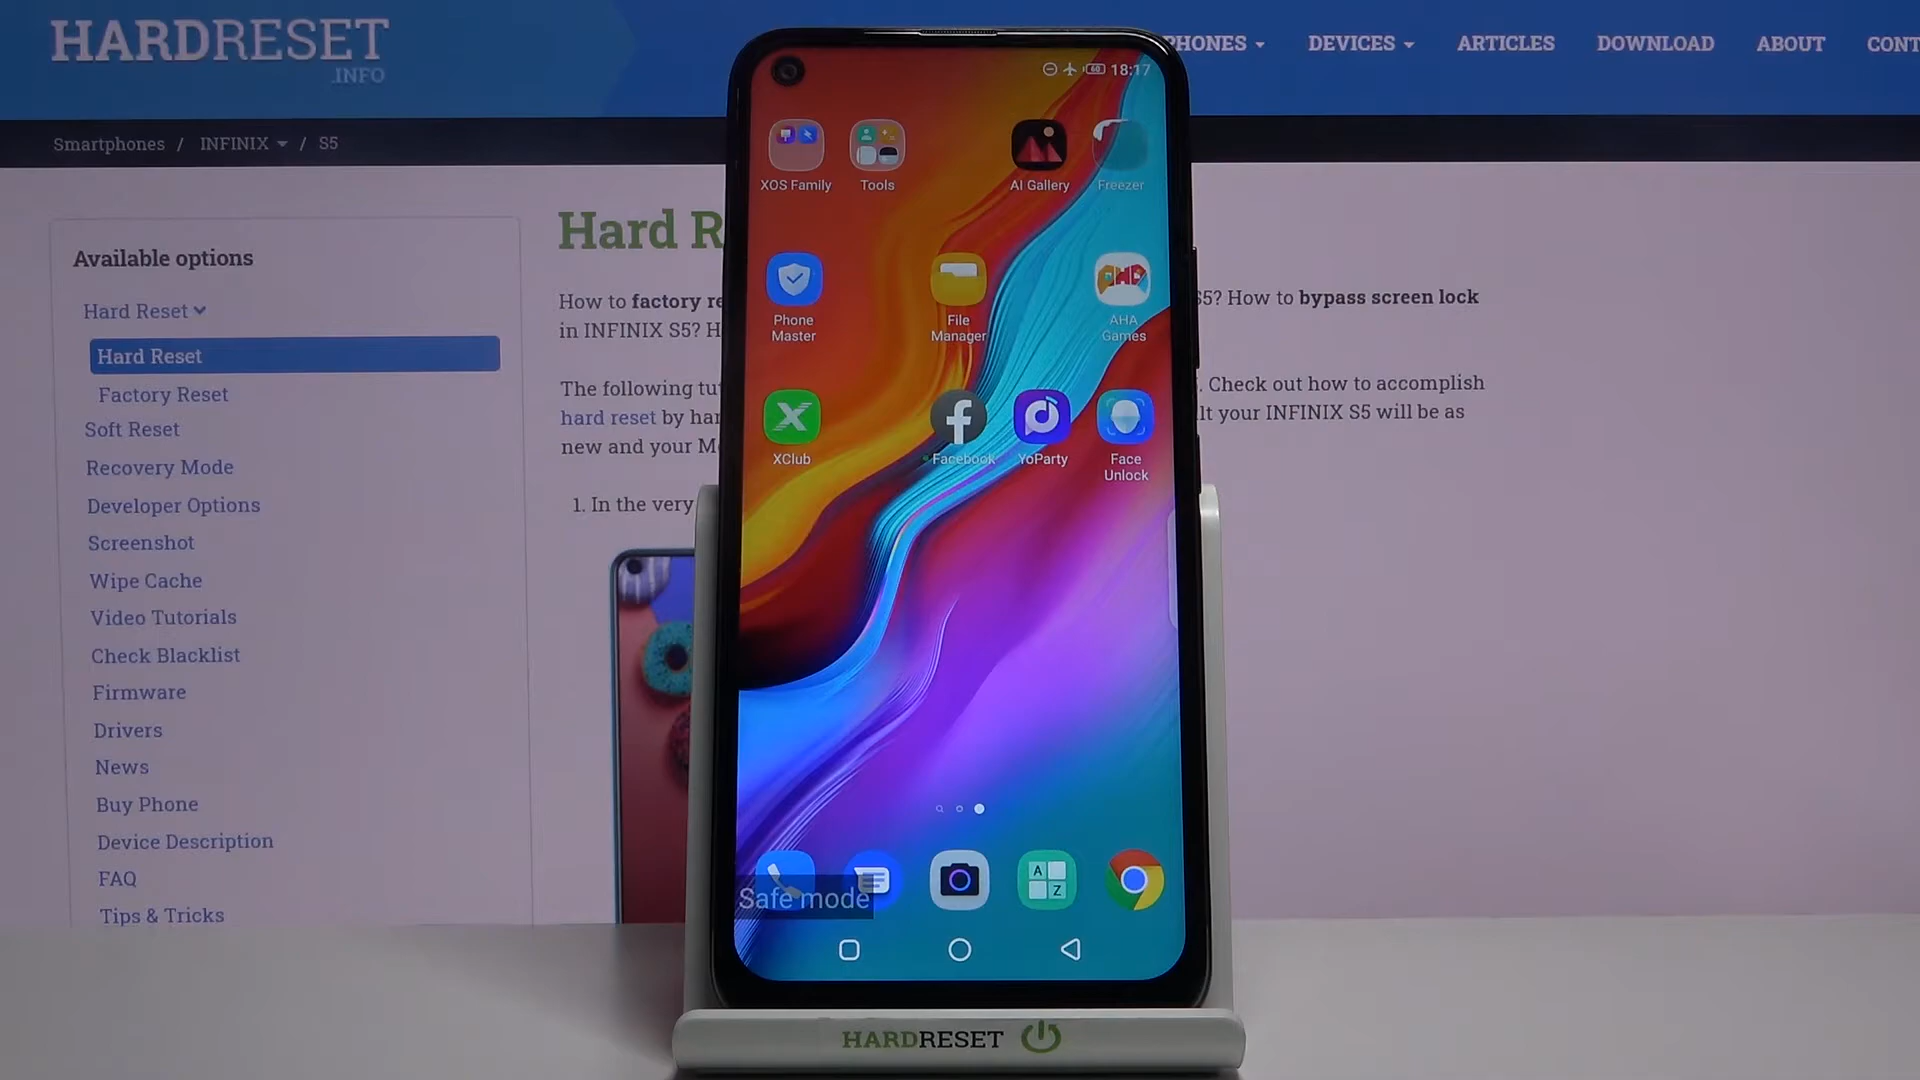 HARDRESET
.INFO
PHONES
DEVICES
ARTICLES
DOWNLOAD
ABOUT
CONT
Smartphones / INFINIX / S5
Available options
Hard Reset
Hard Reset
Factory Reset
Soft Reset
Recovery Mode
Developer Options
Screenshot
Wipe Cache
Video Tutorials
Check Blacklist
Firmware
Drivers
News
Buy Phone
Device Description
FAQ
Tips & Tricks
Hard R
How to factory re
S5? How to bypass screen lock
in INFINIX S5? H
The following tut
. Check out how to accomplish
hard reset by har
lt your INFINIX S5 will be as
new and your M
1. In the very
60 18:17
XOS Family
Tools
AI Gallery
Freezer
Phone
Master
File
Manager
AHA
Games
XClub
Facebook
YoParty
Face
Unlock
A
Z
Safe mode
HARDRESET